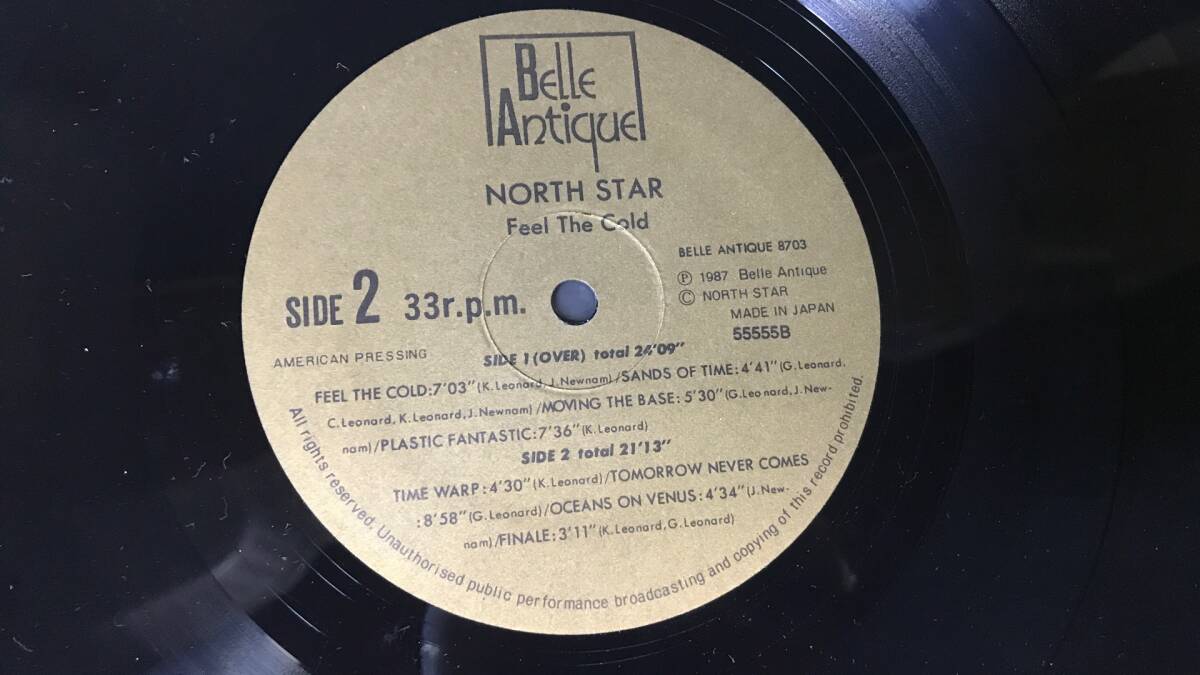 Belle
Antique
NORTH STAR
Feel The Cold
BELLE ANTIQUE 8703
Ⓟ 1987 Belle Antique
© NORTH STAR
MADE IN JAPAN
55555B
SIDE 2 33r.p.m.
AMERICAN PRESSING
SIDE 1 (OVER) total 24'09"
FEEL THE COLD:7'03"(K.Leonard, J.Newnam)/SANDS OF TIME:4'41"(G.Leonard,
C.Leonard, K.Leonard, J.Newnam)/MOVING THE BASE:5'30"(G.Leonard, J.New-
nam)/PLASTIC FANTASTIC:7'36"(K.Leonard)
SIDE 2 total 21'13"
TIME WARP:4'30"(K.Leonard)/TOMORROW NEVER COMES
:8'58"(G.Leonard)/OCEANS ON VENUS:4'34"(J.New-
nam)/FINALE:3'11"(K.Leonard, G.Leonard)
All rights reserved. Unauthorised public performance broadcasting and copying of this record prohibited.